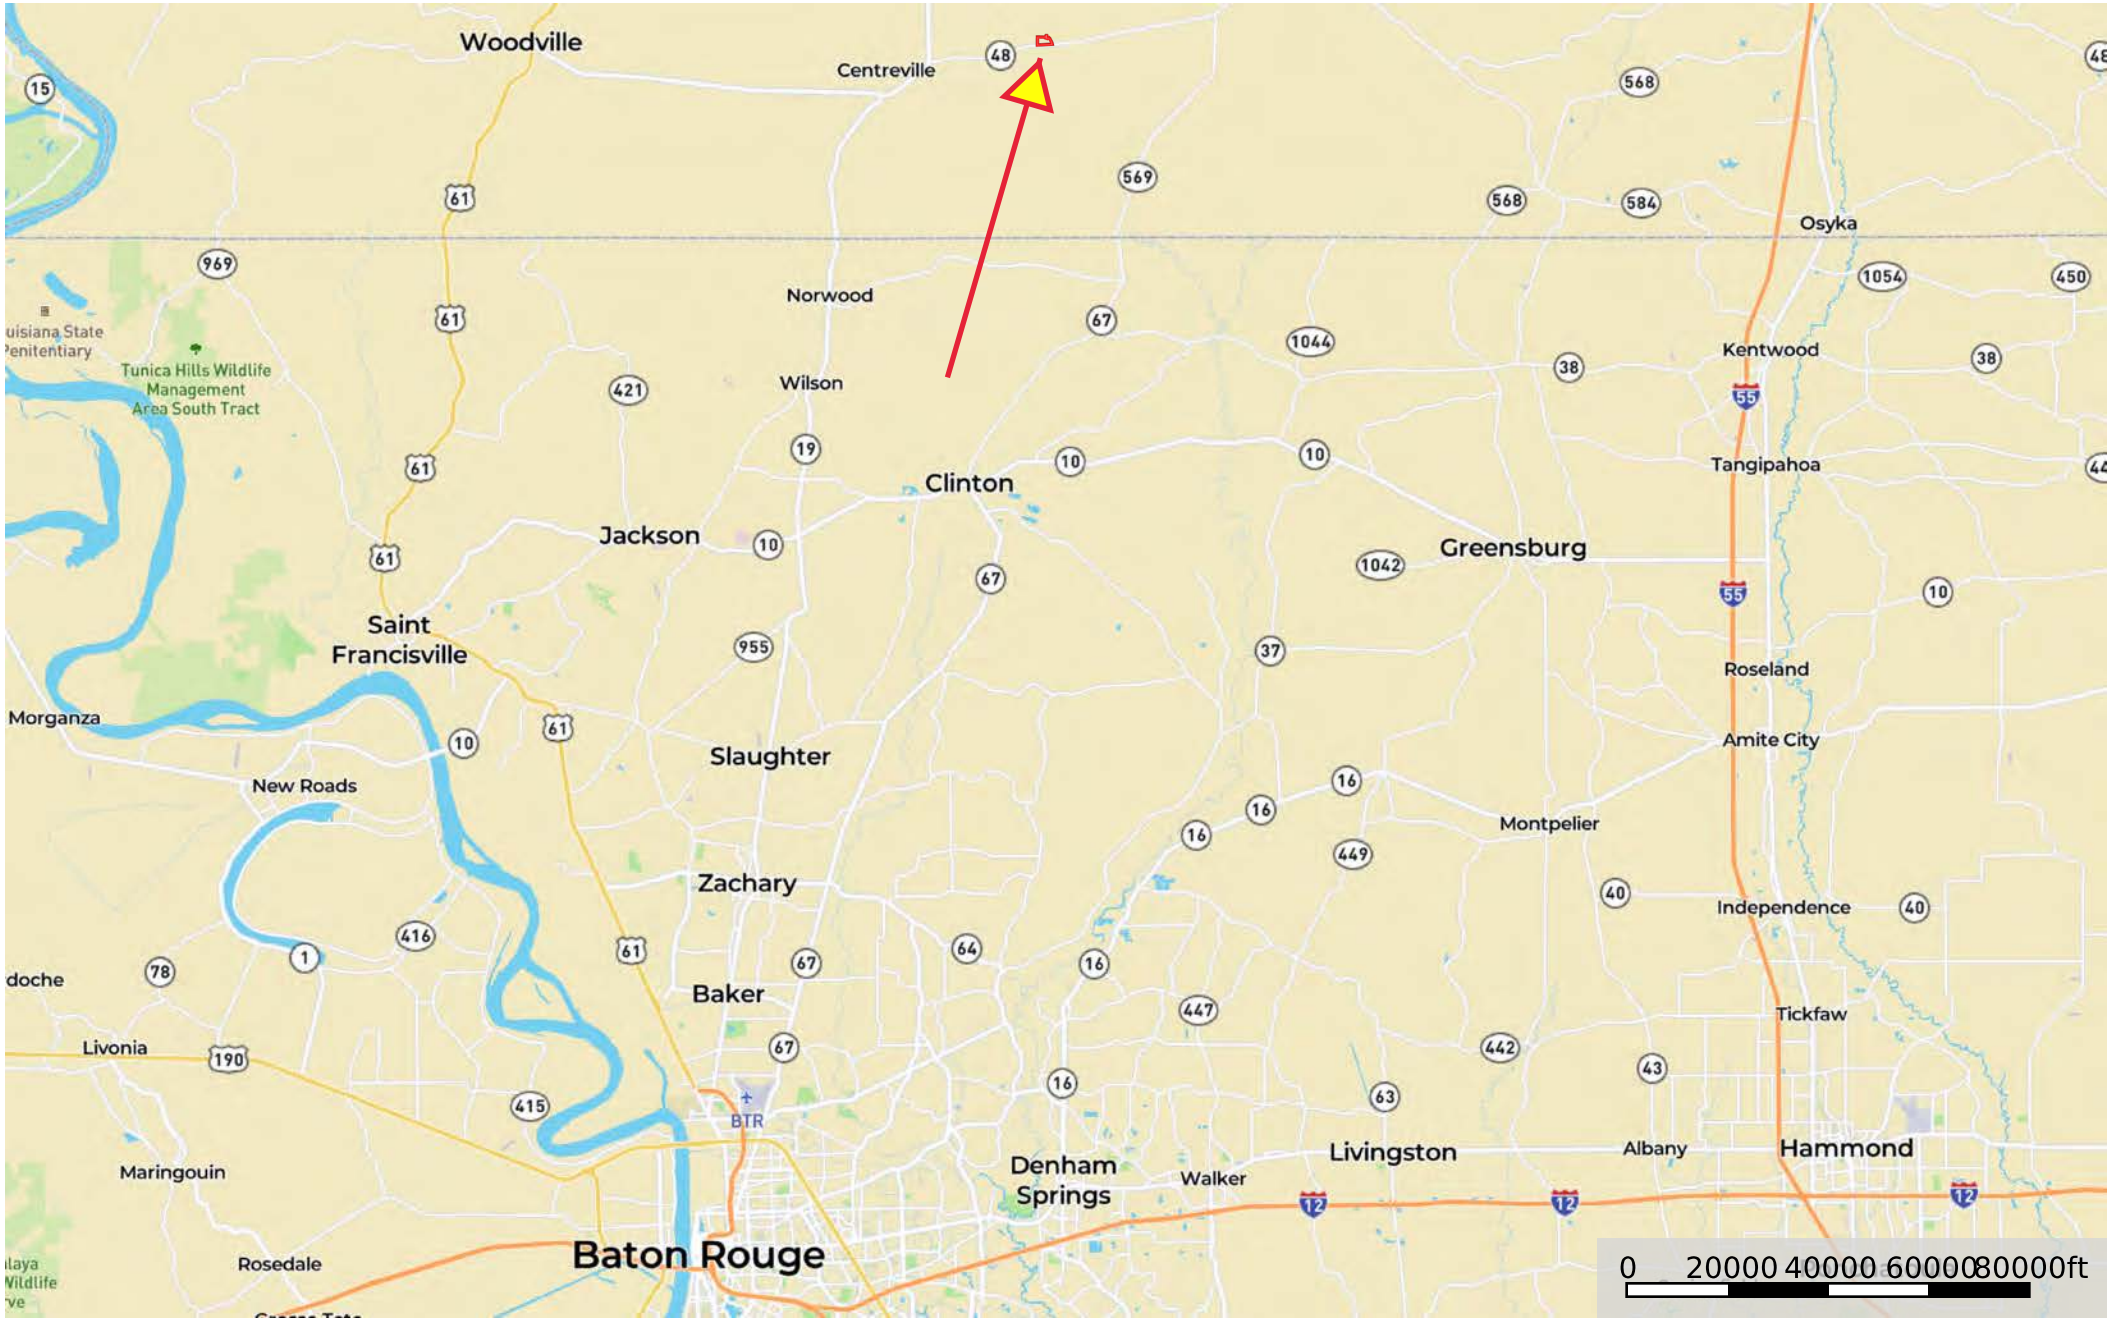 Woodville
Centreville
48
48
15
568
61
569
568
584
Osyka
969
1054
450
Norwood
61
67
1044
uisiana State
Penitentiary
Tunica Hills Wildlife
Management
Area South Tract
Kentwood
38
38
Wilson
421
55
19
10
10
61
Clinton
Tangipahoa
44
Jackson
10
Greensburg
61
1042
67
55
10
Saint
Francisville
955
37
Roseland
Morganza
10
61
Amite City
Slaughter
New Roads
16
16
16
Montpelier
449
Zachary
40
Independence
40
416
61
64
1
78
67
16
doche
Baker
447
Tickfaw
Livonia
190
67
442
43
16
63
415
BTR
Maringouin
Denham
Springs
Walker
Livingston
Albany
Hammond
12
12
12
Baton Rouge
Rosedale
alaya
Wildlife
rve
0 20000 40000 60000 80000ft